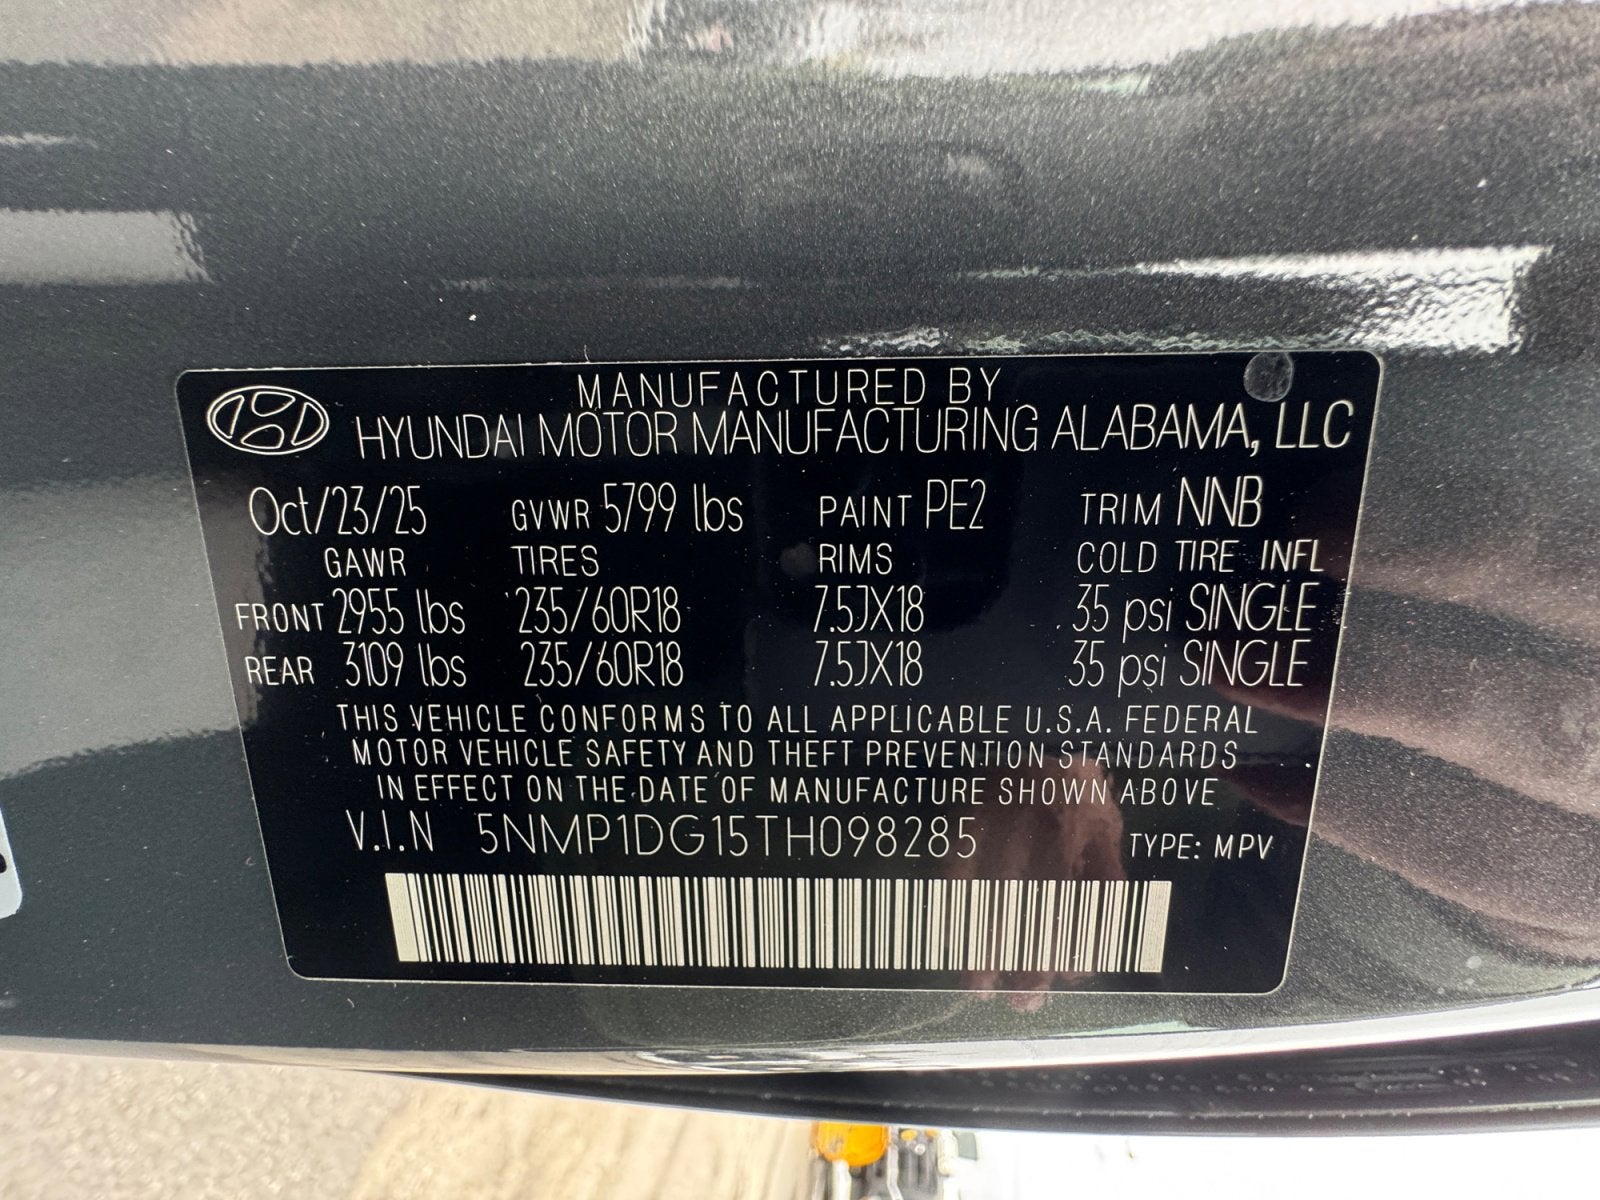 MANUFACTURED BY
HYUNDAI MOTOR MANUFACTURING ALABAMA, LLC
Oct/23/25 GVWR 5799 lbs PAINT PE2 TRIM NNB
GAWR TIRES RIMS COLD TIRE INFL
FRONT 2955 lbs 235/60R18 7.5JX18 35 psi SINGLE
REAR 3109 lbs 235/60R18 7.5JX18 35 psi SINGLE
THIS VEHICLE CONFORMS TO ALL APPLICABLE U.S.A. FEDERAL
MOTOR VEHICLE SAFETY AND THEFT PREVENTION STANDARDS
IN EFFECT ON THE DATE OF MANUFACTURE SHOWN ABOVE
V.I.N 5NMP1DG15TH098285 TYPE: MPV